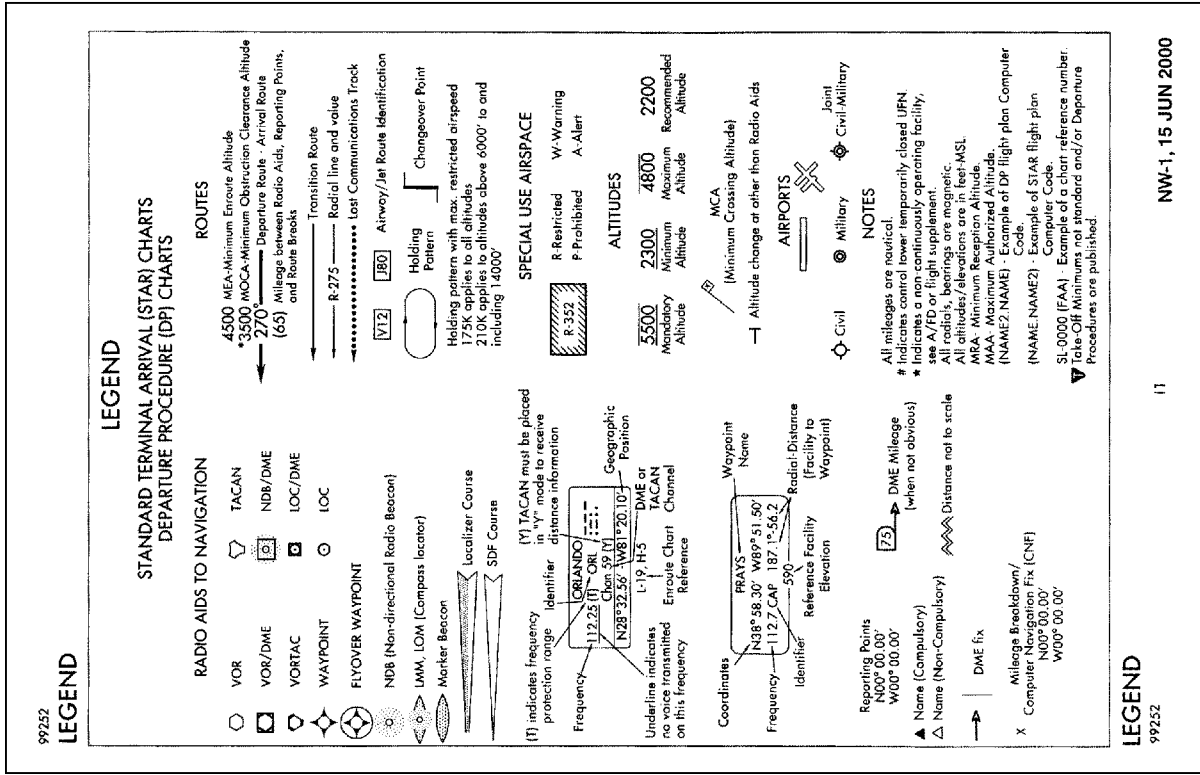 99252
LEGEND
LEGEND
STANDARD TERMINAL ARRIVAL (STAR) CHARTS
DEPARTURE PROCEDURE (DP) CHARTS
RADIO AIDS TO NAVIGATION
VOR
TACAN
VOR/DME
NDB/DME
VORTAC
LOC/DME
WAYPOINT
LOC
FLYOVER WAYPOINT
NDB (Non-directional Radio Beacon)
LMM, LOM (Compass locator)
Marker Beacon
Localizer Course
SDF Course
(T) indicates frequency
protection range
Identifier
(Y) TACAN must be placed
in "Y" mode to receive
distance information
Frequency
ORLANDO
112.25 (T) ORL
Chan 59 (Y)
N28°32.56' W81°20.10'
Geographic
Position
Underline indicates
no voice transmitted
on this frequency
L-19, H-5
Enroute Chart
Reference
DME or
TACAN
Channel
Coordinates
Waypoint
Name
PRAYS
N38°58.30' W89°51.50'
112.7 CAP 187.1°-56.2
590
Frequency
Identifier
Reference Facility
Elevation
Radial-Distance
(Facility to
Waypoint)
Reporting Points
N00° 00.00'
W00° 00.00'
Name (Compulsory)
Name (Non-Compulsory)
75
DME Mileage
(when not obvious)
DME fix
Distance not to scale
Mileage Breakdown/
X Computer Navigation Fix (CNF)
N00° 00.00'
W00° 00.00'
ROUTES
4500 MEA-Minimum Enroute Altitude
*3500 MOCA-Minimum Obstruction Clearance Altitude
270° Departure Route - Arrival Route
(65) Mileage between Radio Aids, Reporting Points,
and Route Breaks
Transition Route
R-275 Radial line and value
Lost Communications Track
V12 J80 Airway/Jet Route Identification
Holding
Pattern
Changeover Point
Holding pattern with max. restricted airspeed
175K applies to all altitudes
210K applies to altitudes above 6000' to and
including 14000'
SPECIAL USE AIRSPACE
R-352
R-Restricted W-Warning
P-Prohibited A-Alert
ALTITUDES
5500 2300 4800 2200
Mandatory Minimum Maximum Recommended
Altitude Altitude Altitude Altitude
MCA
(Minimum Crossing Altitude)
Altitude change at other than Radio Aids
AIRPORTS
Civil
Military
Joint
Civil-Military
NOTES
All mileages are nautical.
# Indicates control tower temporarily closed UFN.
★ Indicates a non-continuously operating facility,
see A/FD or flight supplement.
All radials, bearings are magnetic.
All altitudes/elevations are in feet-MSL.
MRA - Minimum Reception Altitude.
MAA - Maximum Authorized Altitude.
(NAME2.NAME) - Example of DP flight plan Computer
Code.
(NAME.NAME2) - Example of STAR flight plan
Computer Code.
SL-0000 (FAA) - Example of a chart reference number.
Take-Off Minimums not standard and/or Departure
Procedures are published.
LEGEND
99252
NW-1, 15 JUN 2000